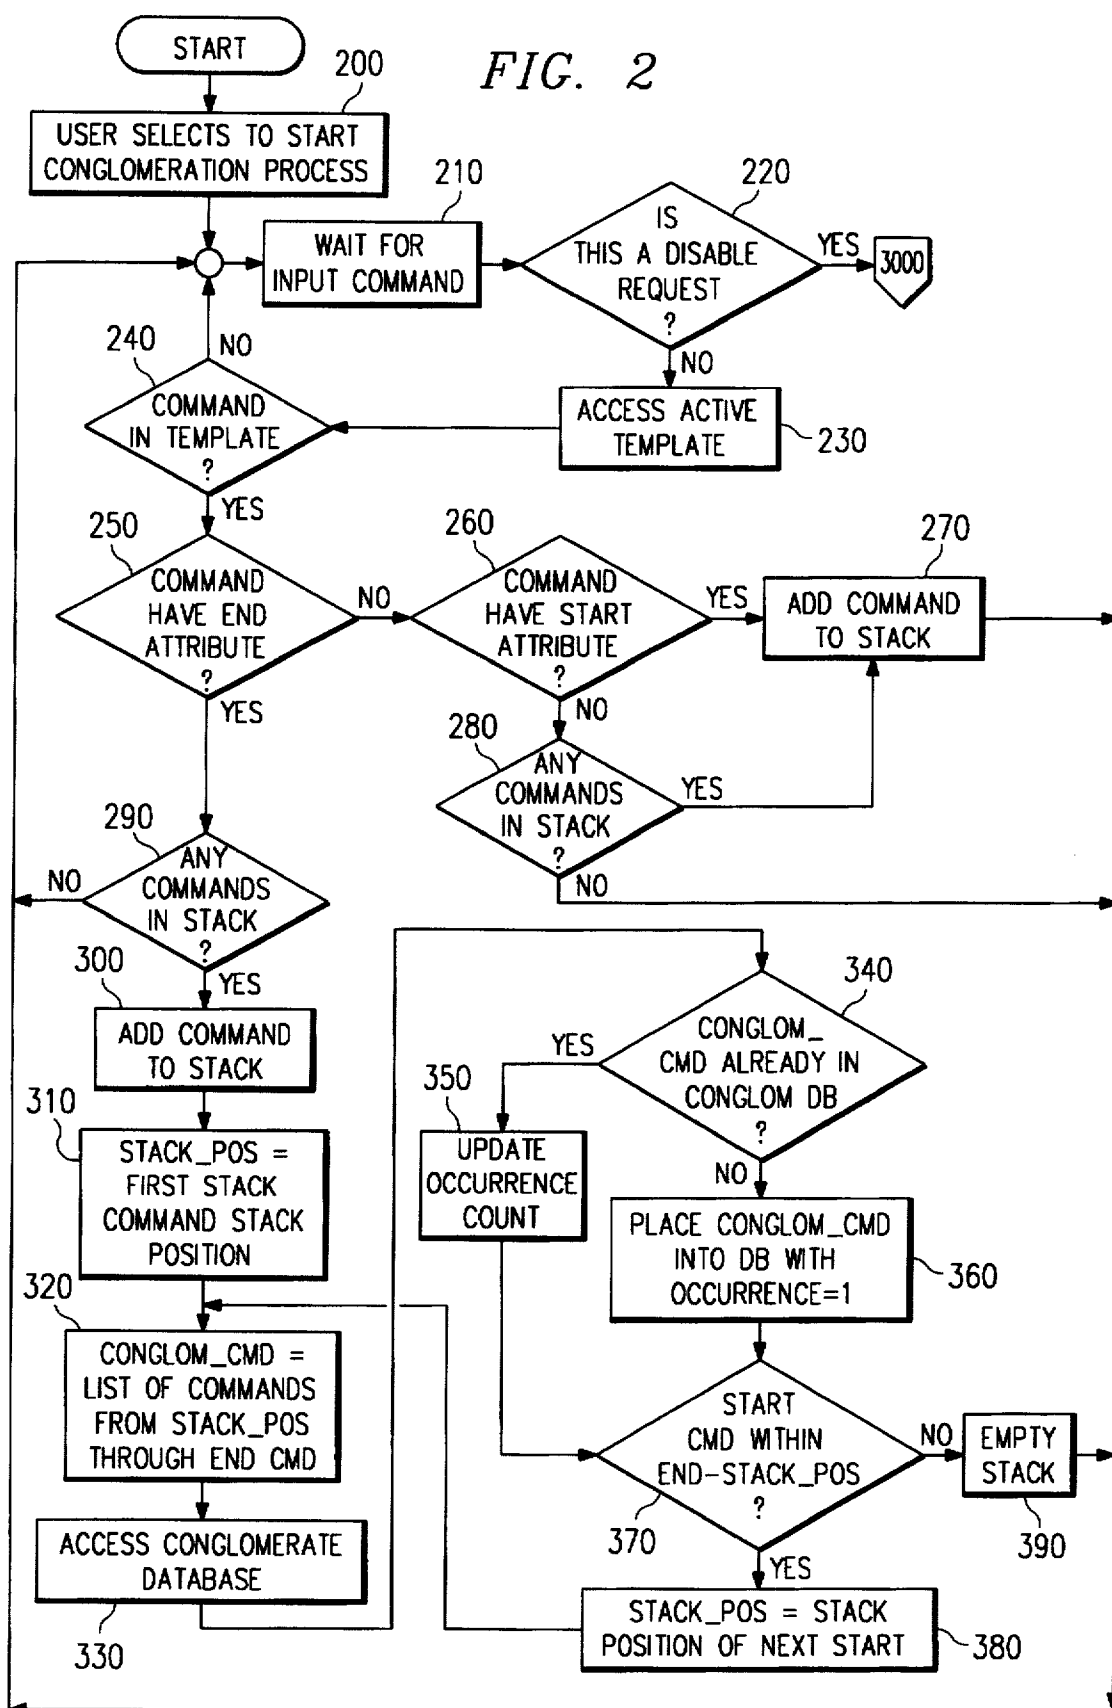 START
FIG. 2
200
USER SELECTS TO START
CONGLOMERATION PROCESS
210
WAIT FOR
INPUT COMMAND
220
IS
THIS A DISABLE
REQUEST
?
YES
3000
NO
240
NO
COMMAND
IN TEMPLATE
?
ACCESS ACTIVE
TEMPLATE
230
YES
250
COMMAND
HAVE END
ATTRIBUTE
?
NO
260
COMMAND
HAVE START
ATTRIBUTE
?
YES
270
ADD COMMAND
TO STACK
YES
NO
280
ANY
COMMANDS
IN STACK
?
YES
NO
290
ANY
COMMANDS
IN STACK
?
NO
YES
300
ADD COMMAND
TO STACK
310
STACK_POS =
FIRST STACK
COMMAND STACK
POSITION
320
CONGLOM_CMD =
LIST OF COMMANDS
FROM STACK_POS
THROUGH END CMD
ACCESS CONGLOMERATE
DATABASE
330
340
CONGLOM_
CMD ALREADY IN
CONGLOM DB
?
YES
NO
350
UPDATE
OCCURRENCE
COUNT
PLACE CONGLOM_CMD
INTO DB WITH
OCCURRENCE=1
360
START
CMD WITHIN
END-STACK_POS
?
370
NO
EMPTY
STACK
390
YES
STACK_POS = STACK
POSITION OF NEXT START
380